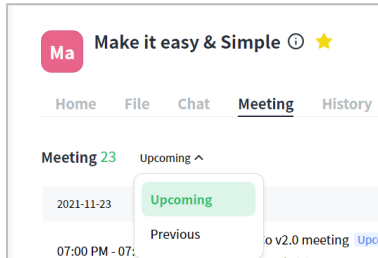 Ma
Make it easy & Simple
Home File Chat Meeting History
Meeting 23 Upcoming
Upcoming
Previous
2021-11-23
07:00 PM - 07: v2.0 meeting